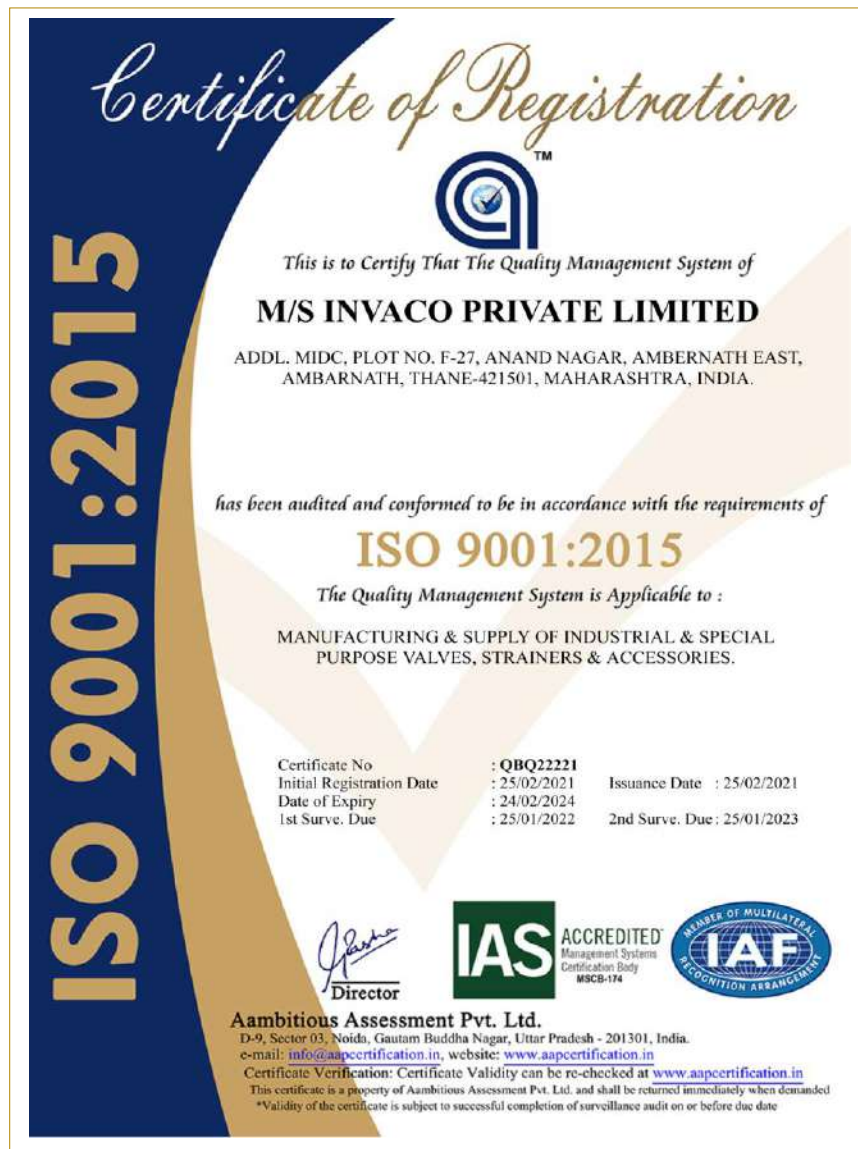 Certificate of Registration
TM
This is to Certify That The Quality Management System of
M/S INVACO PRIVATE LIMITED
ADDL. MIDC, PLOT NO. F-27, ANAND NAGAR, AMBERNATH EAST,
AMBARNATH, THANE-421501, MAHARASHTRA, INDIA.
has been audited and conformed to be in accordance with the requirements of
ISO 9001:2015
The Quality Management System is Applicable to :
MANUFACTURING & SUPPLY OF INDUSTRIAL & SPECIAL
PURPOSE VALVES, STRAINERS & ACCESSORIES.
Certificate No : QBQ22221
Initial Registration Date : 25/02/2021 Issuance Date : 25/02/2021
Date of Expiry : 24/02/2024
1st Surve. Due : 25/01/2022 2nd Surve. Due : 25/01/2023
ISO 9001:2015
Director
IAS ACCREDITED
Management Systems
Certification Body
MSCB-174
MEMBER OF MULTILATERAL
IAF
RECOGNITION ARRANGEMENT
Aambitious Assessment Pvt. Ltd.
D-9, Sector 03, Noida, Gautam Buddha Nagar, Uttar Pradesh - 201301, India.
e-mail: info@aapcertification.in, website: www.aapcertification.in
Certificate Verification: Certificate Validity can be re-checked at www.aapcertification.in
This certificate is a property of Aambitious Assessment Pvt. Ltd. and shall be returned immediately when demanded
*Validity of the certificate is subject to successful completion of surveillance audit on or before due date